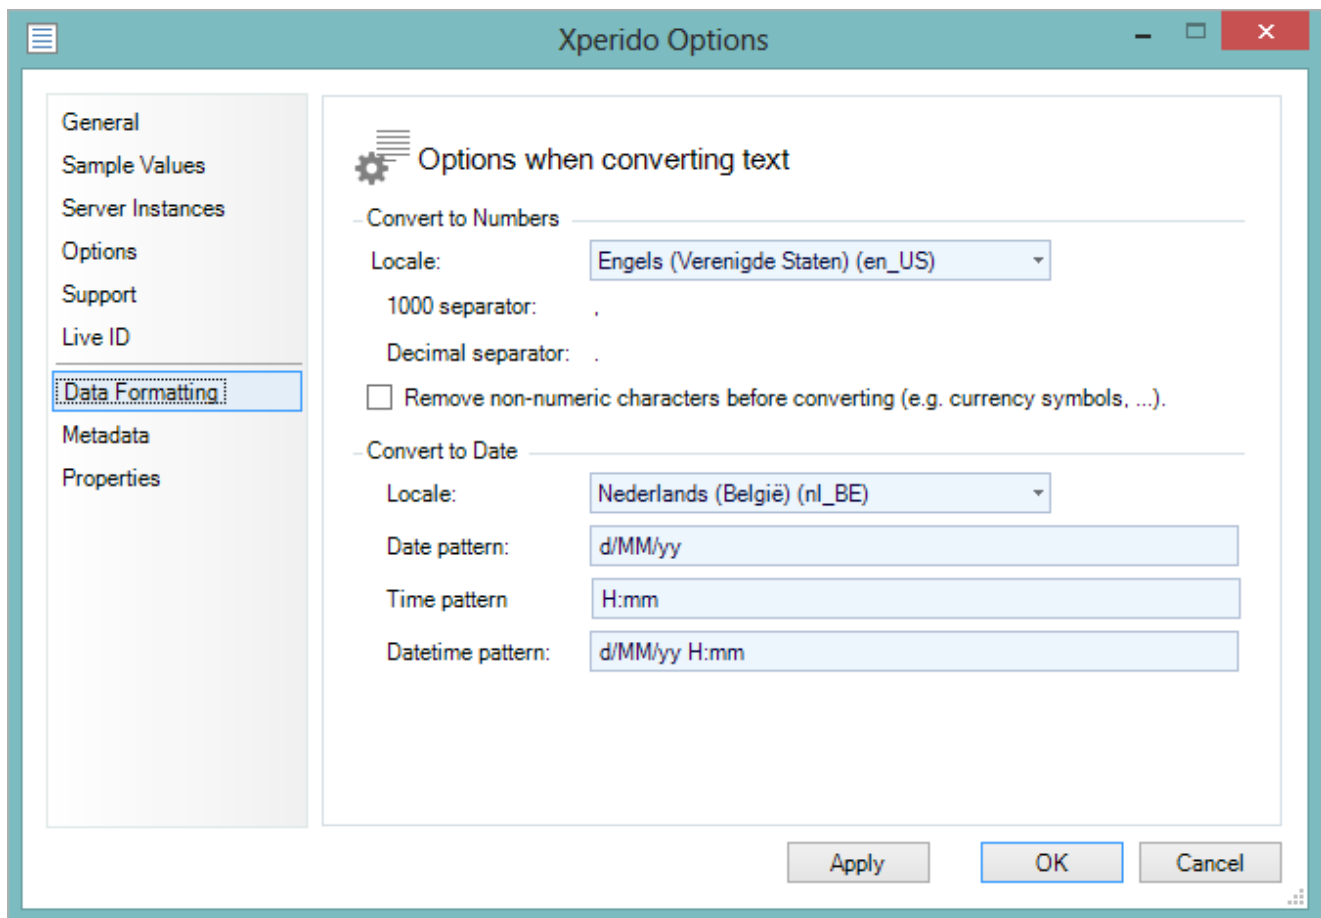 Xperido Options
General
Sample Values
Server Instances
Options
Support
Live ID
Data Formatting
Metadata
Properties
Options when converting text
Convert to Numbers
Locale: Engels (Verenigde Staten) (en_US)
1000 separator: ,
Decimal separator: .
Remove non-numeric characters before converting (e.g. currency symbols, ...).
Convert to Date
Locale: Nederlands (België) (nl_BE)
Date pattern: d/MM/yy
Time pattern H:mm
Datetime pattern: d/MM/yy H:mm
Apply OK Cancel